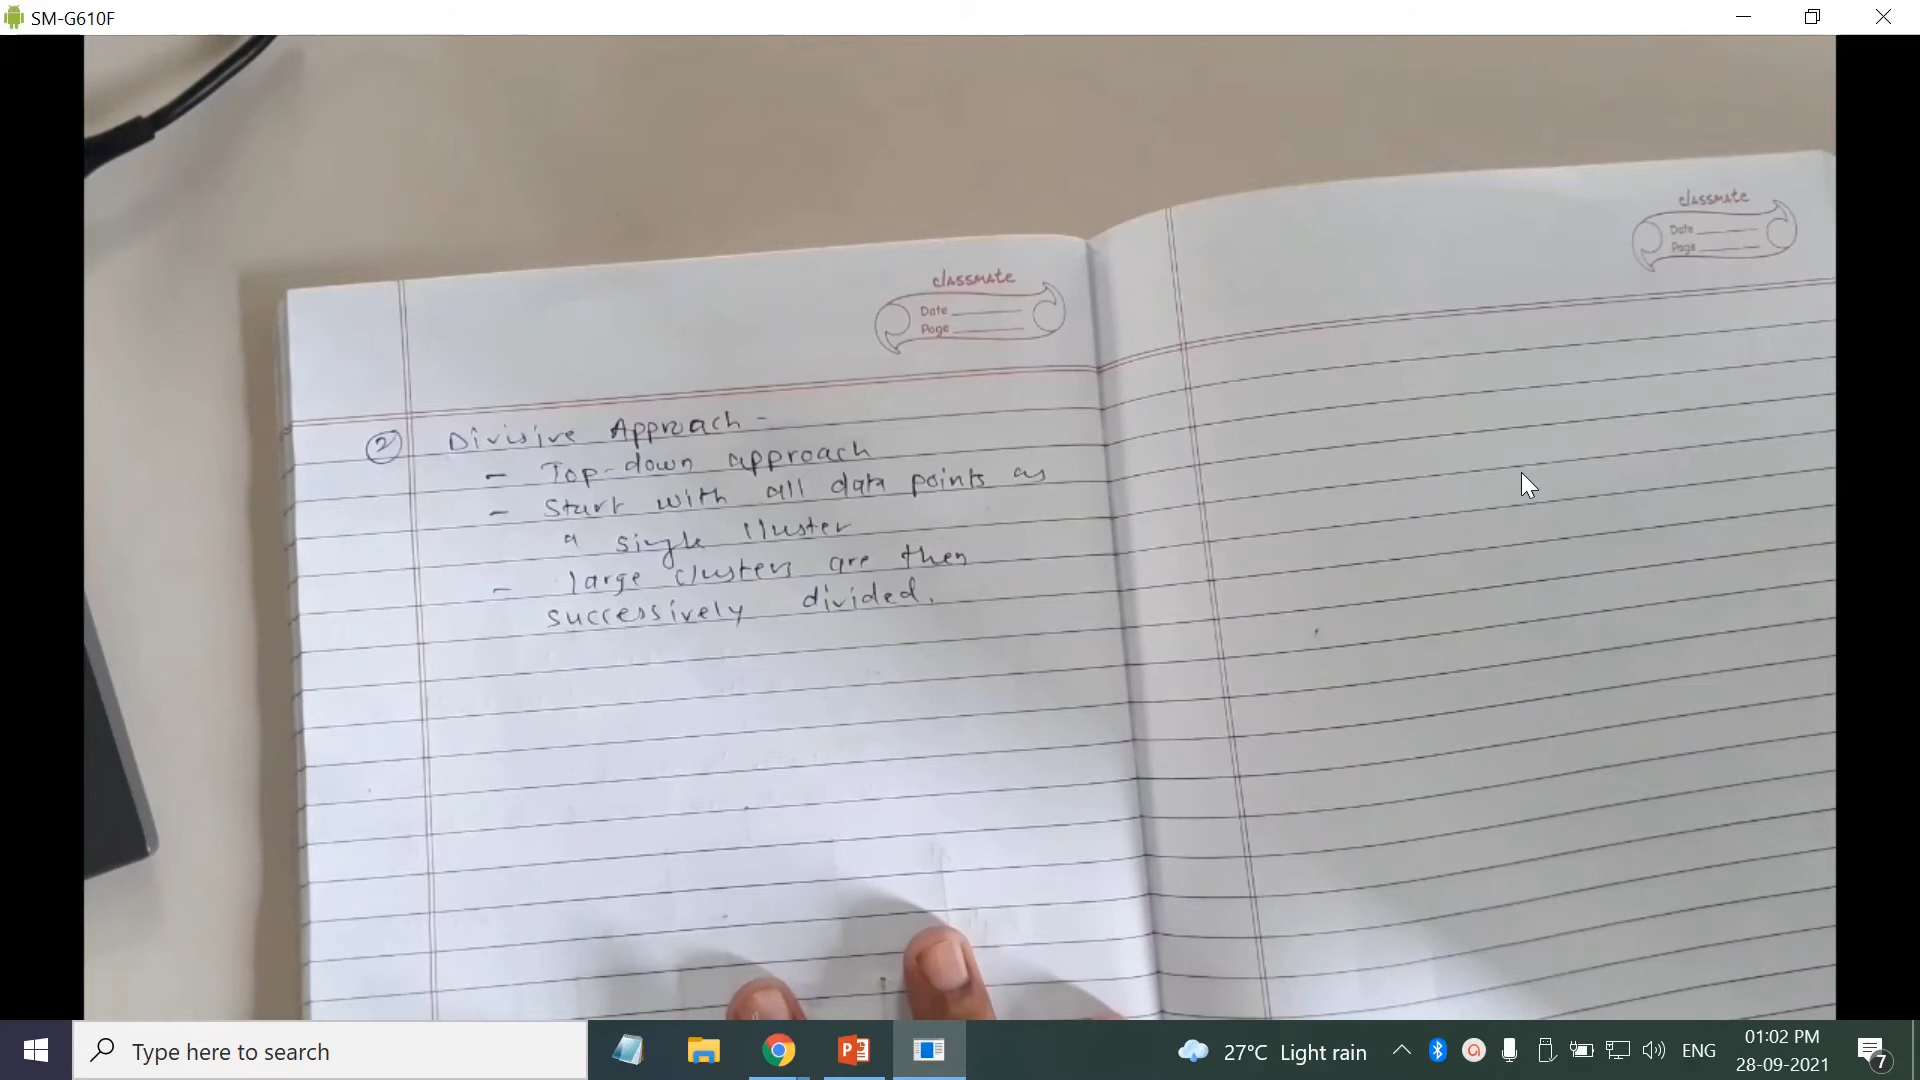 SM-G610F
classmate
Date
Page
classmate
Date
Page
② Divisive Approach -
- Top-down approach
- Start with all data points as
a single cluster
- large clusters are then
successively divided.
Type here to search
27°C Light rain
ENG
01:02 PM
28-09-2021
7